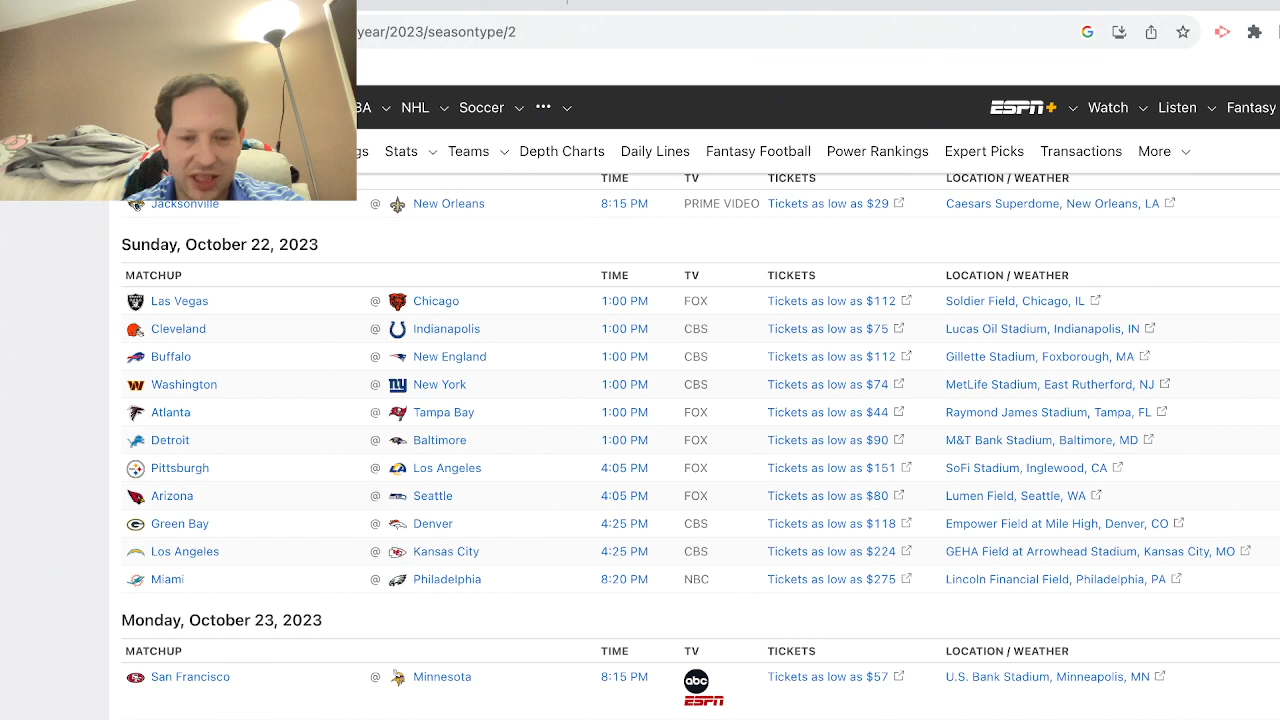 year/2023/seasontype/2
BA NHL Soccer ••• ESPN+ Watch Listen Fantasy
gs Stats Teams Depth Charts Daily Lines Fantasy Football Power Rankings Expert Picks Transactions More
TIME TV TICKETS LOCATION / WEATHER
Jacksonville @ New Orleans 8:15 PM PRIME VIDEO Tickets as low as $29 Caesars Superdome, New Orleans, LA
Sunday, October 22, 2023
MATCHUP TIME TV TICKETS LOCATION / WEATHER
Las Vegas @ Chicago 1:00 PM FOX Tickets as low as $112 Soldier Field, Chicago, IL
Cleveland @ Indianapolis 1:00 PM CBS Tickets as low as $75 Lucas Oil Stadium, Indianapolis, IN
Buffalo @ New England 1:00 PM CBS Tickets as low as $112 Gillette Stadium, Foxborough, MA
Washington @ New York 1:00 PM CBS Tickets as low as $74 MetLife Stadium, East Rutherford, NJ
Atlanta @ Tampa Bay 1:00 PM FOX Tickets as low as $44 Raymond James Stadium, Tampa, FL
Detroit @ Baltimore 1:00 PM FOX Tickets as low as $90 M&T Bank Stadium, Baltimore, MD
Pittsburgh @ Los Angeles 4:05 PM FOX Tickets as low as $151 SoFi Stadium, Inglewood, CA
Arizona @ Seattle 4:05 PM FOX Tickets as low as $80 Lumen Field, Seattle, WA
Green Bay @ Denver 4:25 PM CBS Tickets as low as $118 Empower Field at Mile High, Denver, CO
Los Angeles @ Kansas City 4:25 PM CBS Tickets as low as $224 GEHA Field at Arrowhead Stadium, Kansas City, MO
Miami @ Philadelphia 8:20 PM NBC Tickets as low as $275 Lincoln Financial Field, Philadelphia, PA
Monday, October 23, 2023
MATCHUP TIME TV TICKETS LOCATION / WEATHER
San Francisco @ Minnesota 8:15 PM abc Tickets as low as $57 U.S. Bank Stadium, Minneapolis, MN
ESPN